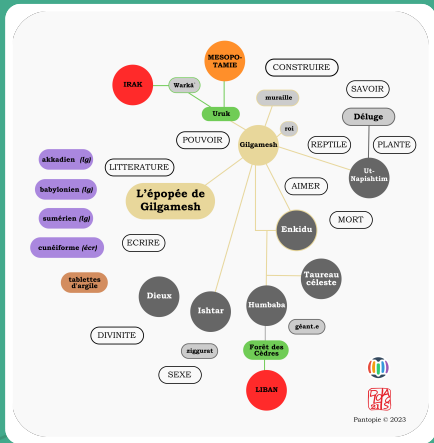 MESOPO-
TAMIE
CONSTRUIRE
IRAK
Warkā'
SAVOIR
muraille
Uruk
Déluge
roi
POUVOIR
Gilgamesh
REPTILE
PLANTE
akkadien (lg)
LITTERATURE
Ut-
Napishtim
babylonien (lg)
L'épopée de
Gilgamesh
AIMER
sumérien (lg)
MORT
Enkidu
cunéiforme (écr)
ECRIRE
tablettes
d'argile
Taureau
céleste
Dieux
Ishtar
Humbaba
géant.e
DIVINITE
ziggurat
Forêt des
Cèdres
SEXE
LIBAN
Pantopie © 2023